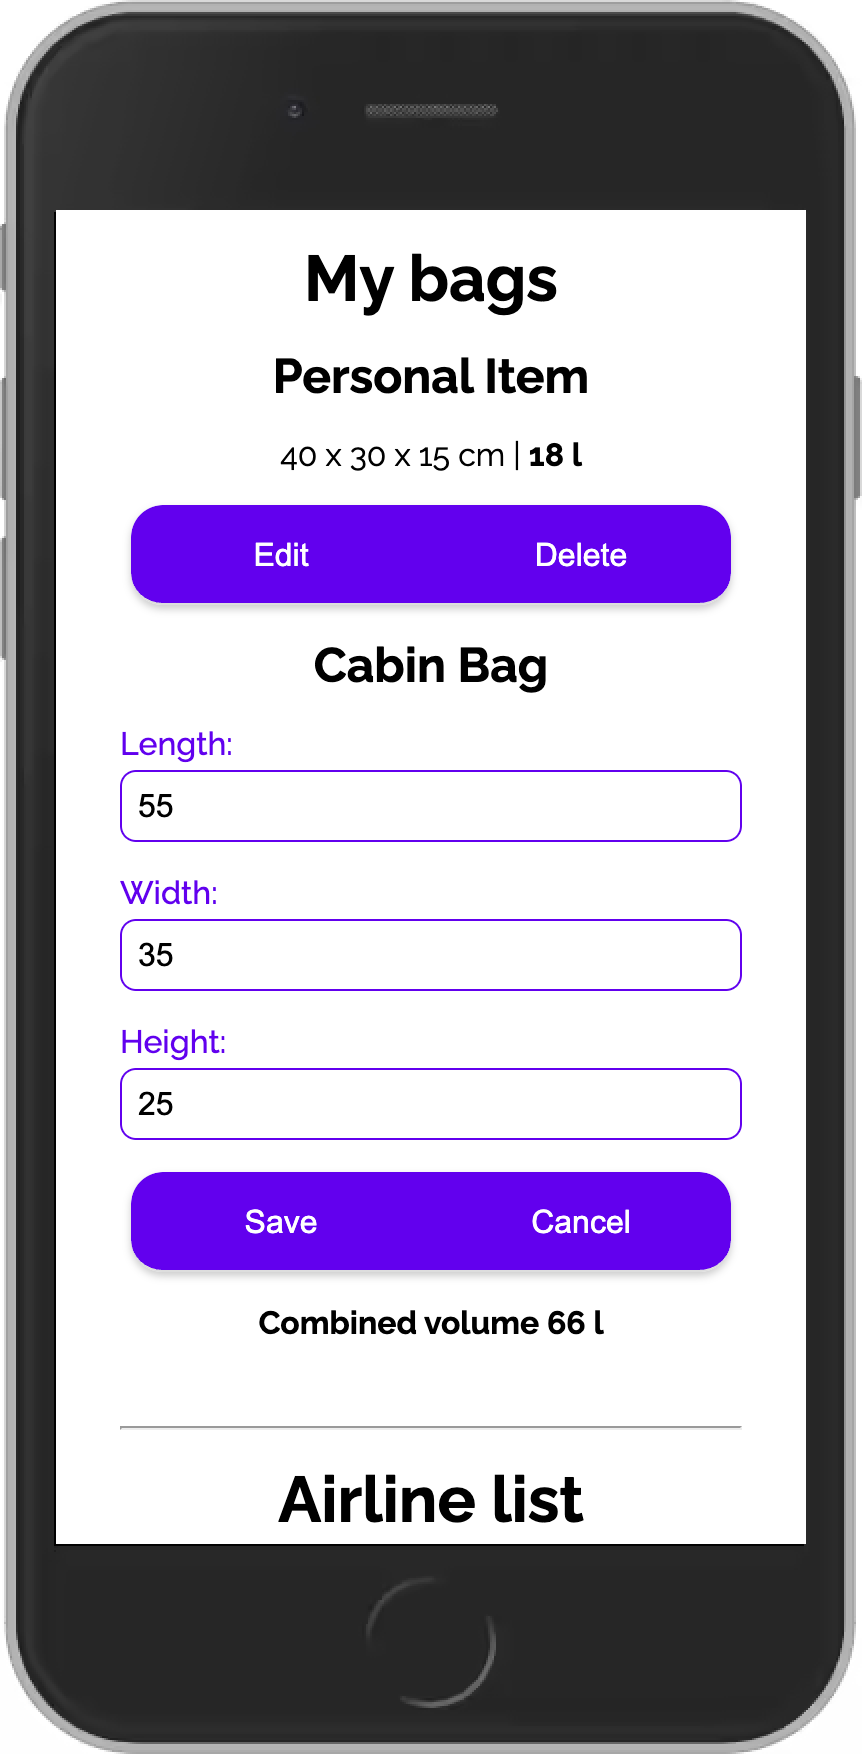 My bags
Personal Item
40 x 30 x 15 cm | 18 l
Edit Delete
Cabin Bag
Length:
55
Width:
35
Height:
25
Save Cancel
Combined volume 66 l
Airline list